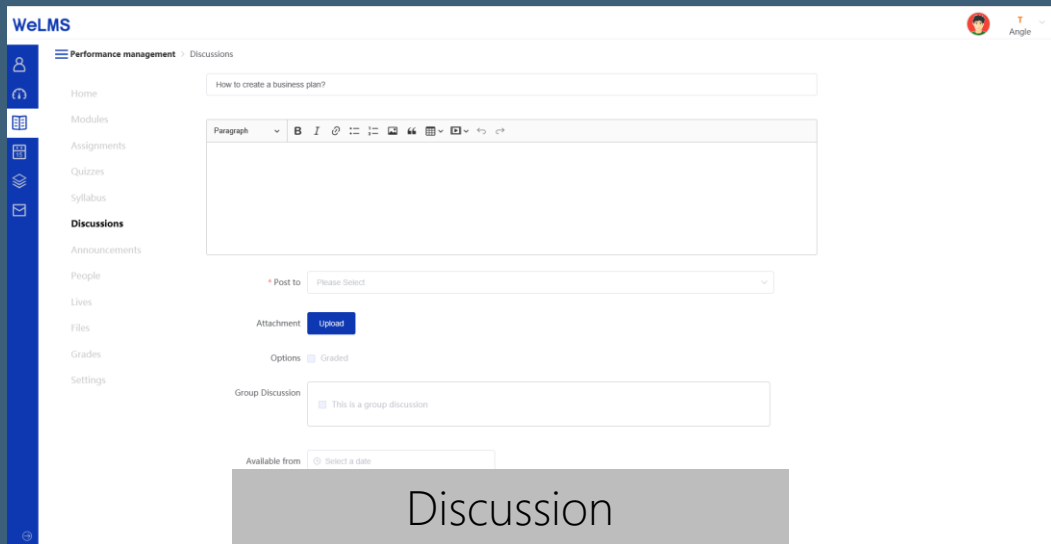 WeLMS
T
Angle
Performance management > Discussions
How to create a business plan?
Home
Modules
Assignments
Quizzes
Syllabus
Discussions
Announcements
People
Lives
Files
Grades
Settings
Paragraph
B I
* Post to Please Select
Attachment Upload
Options Graded
Group Discussion
This is a group discussion
Available from Select a date
Discussion